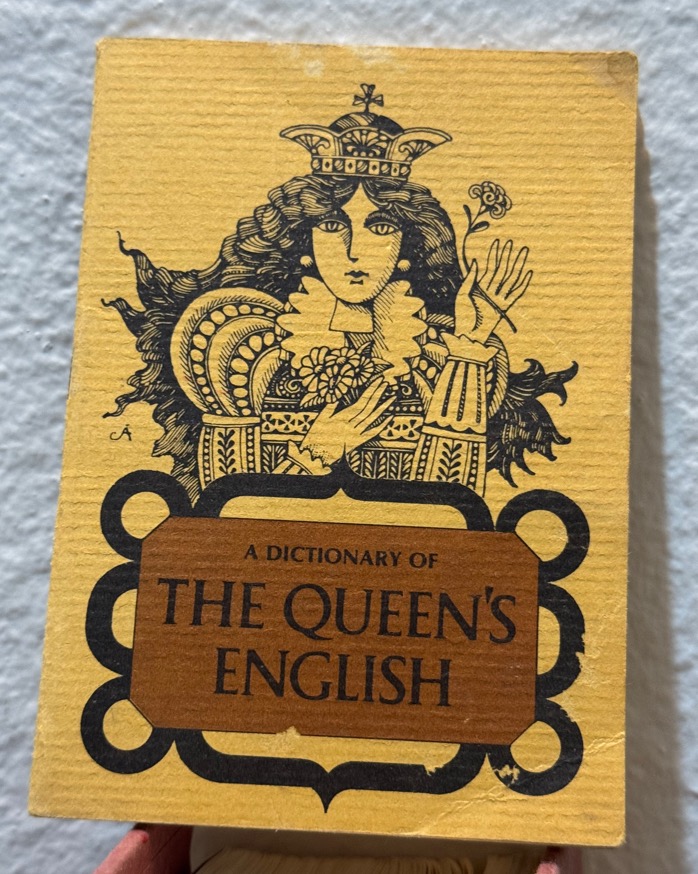 A DICTIONARY OF
THE QUEEN'S
ENGLISH